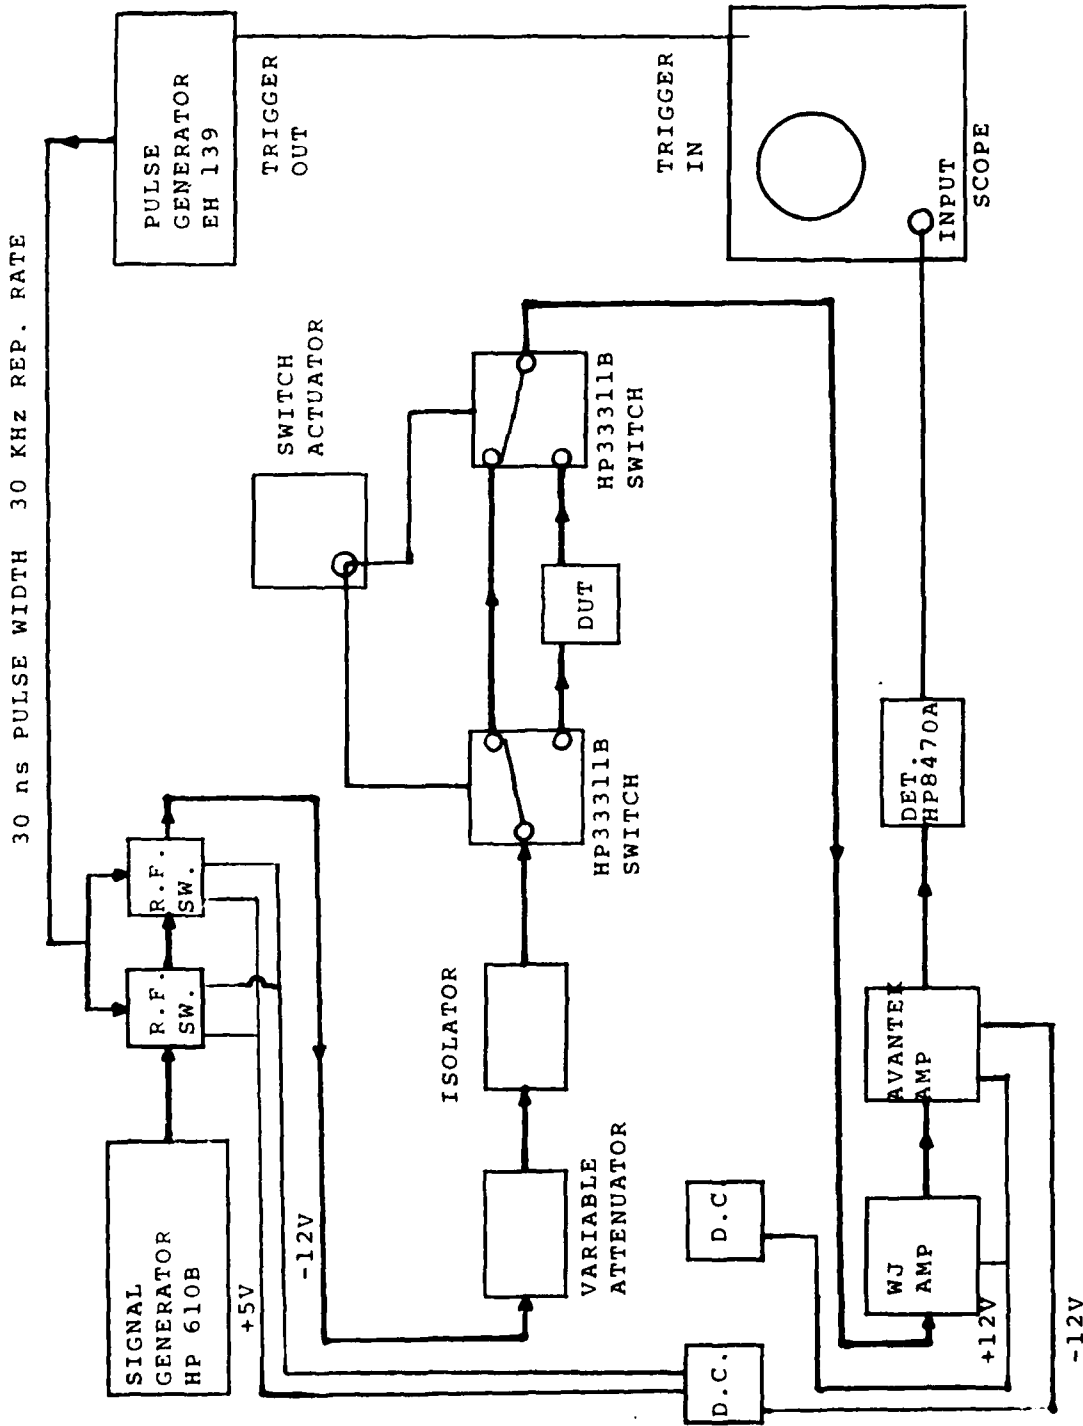 30 ns PULSE WIDTH 30 KHz REP. RATE
SIGNAL
GENERATOR
HP 610B
R.F.
SW.
R.F.
SW.
PULSE
GENERATOR
EH 139
TRIGGER
OUT
+5V
-12V
SWITCH
ACTUATOR
VARIABLE
ATTENUATOR
ISOLATOR
HP33311B
SWITCH
DUT
HP33311B
SWITCH
TRIGGER
IN
D.C.
D.C
WJ
AMP
AVANTEK
AMP
DET.
HP8470A
INPUT
SCOPE
+12V
-12V